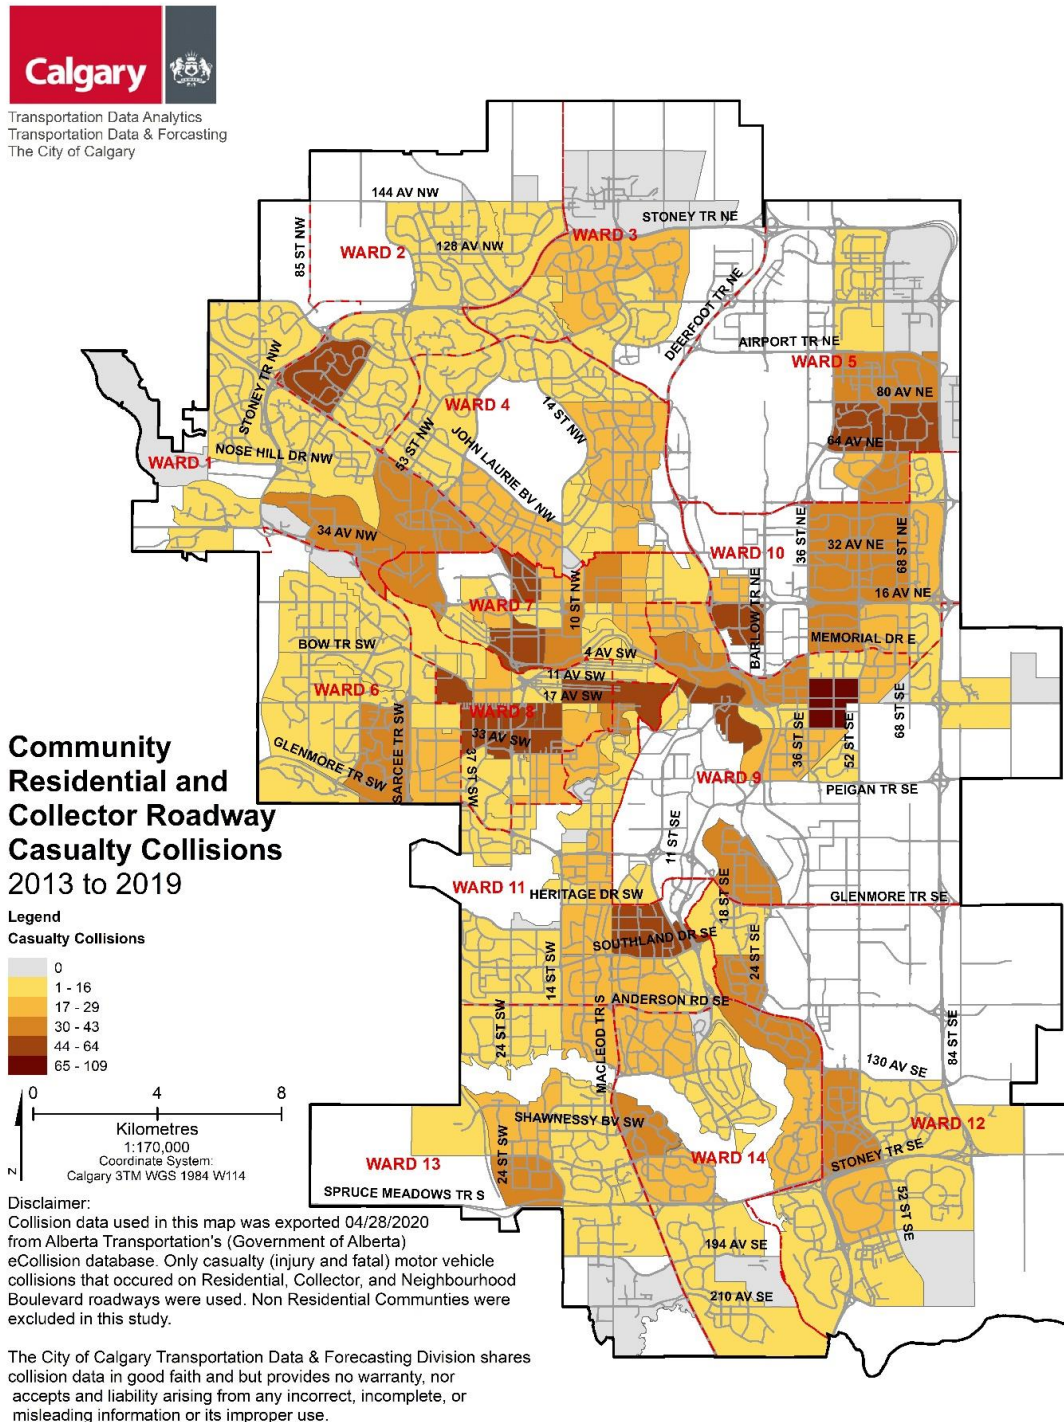 Calgary
Transportation Data Analytics
Transportation Data & Forcasting
The City of Calgary
144 AV NW
STONEY TR NE
85 ST NW
WARD 2
128 AV NW
WARD 3
DEERFOOT TR NE
AIRPORT TR NE
WARD 5
STONEY TR NW
80 AV NE
WARD 4
14 ST NW
53 ST NW
JOHN LAURIE BV NW
64 AV NE
NOSE HILL DR NW
WARD 1
34 AV NW
36 ST NE
68 ST NE
32 AV NE
WARD 10
BARLOW TR NE
16 AV NE
10 ST NW
WARD 7
MEMORIAL DR E
BOW TR SW
4 AV SW
11 AV SW
WARD 6
17 AV SW
WARD 8
33 AV SW
SARCEE TR SW
37 ST SW
GLENMORE TR SW
36 ST SE
52 ST SE
68 ST SE
WARD 9
PEIGAN TR SE
11 ST SE
WARD 11
HERITAGE DR SW
18 ST SE
GLENMORE TR SE
SOUTHLAND DR SE
24 ST SE
14 ST SW
ANDERSON RD SE
24 ST SW
MACLEOD TR S
84 ST SE
130 AV SE
SHAWNESSY BV SW
WARD 12
24 ST SW
WARD 13
WARD 14
STONEY TR SE
SPRUCE MEADOWS TR S
52 ST SE
194 AV SE
210 AV SE
Community
Residential and
Collector Roadway
Casualty Collisions
2013 to 2019
Legend
Casualty Collisions
0
1 - 16
17 - 29
30 - 43
44 - 64
65 - 109
0 4 8
Kilometres
1:170,000
Coordinate System:
Calgary 3TM WGS 1984 W114
N
Disclaimer:
Collision data used in this map was exported 04/28/2020
from Alberta Transportation's (Government of Alberta)
eCollision database. Only casualty (injury and fatal) motor vehicle
collisions that occured on Residential, Collector, and Neighbourhood
Boulevard roadways were used. Non Residential Communties were
excluded in this study.
The City of Calgary Transportation Data & Forecasting Division shares
collision data in good faith and but provides no warranty, nor
accepts and liability arising from any incorrect, incomplete, or
misleading information or its improper use.